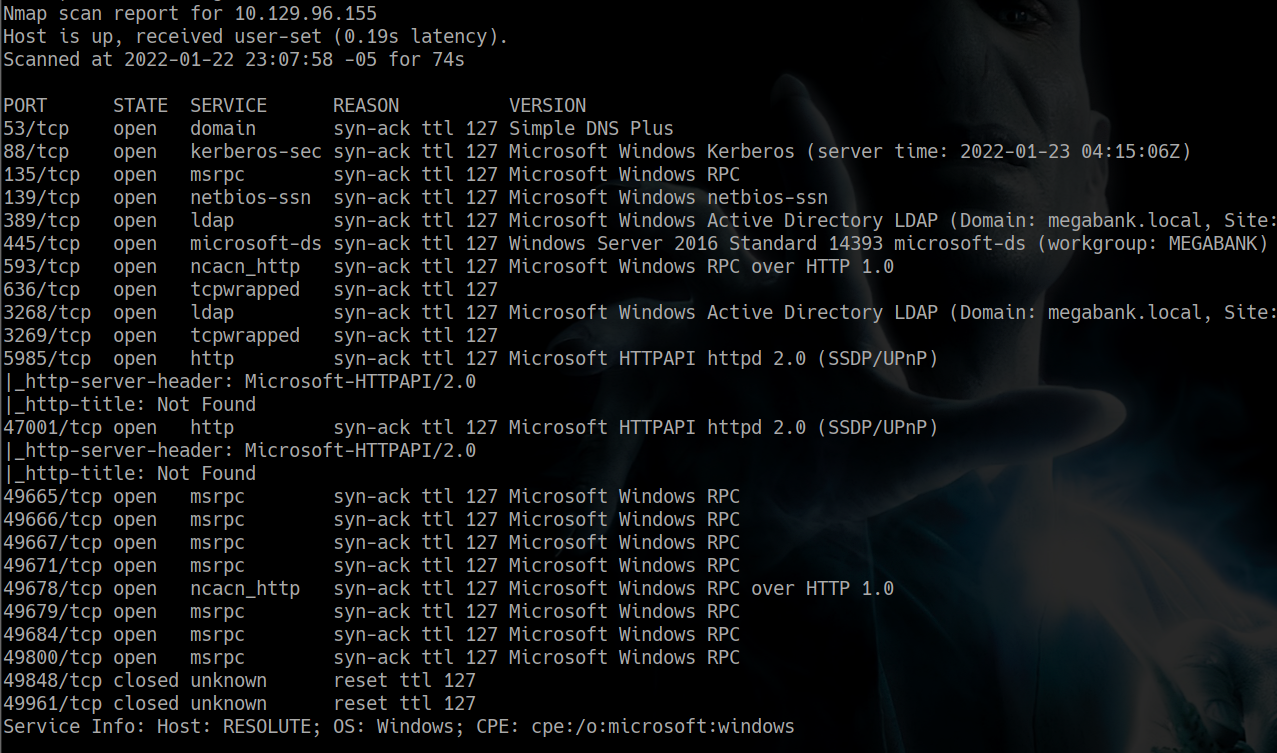 Nmap scan report for 10.129.96.155
Host is up, received user-set (0.19s latency).
Scanned at 2022-01-22 23:07:58 -05 for 74s
PORT      STATE  SERVICE      REASON          VERSION
53/tcp    open   domain       syn-ack ttl 127 Simple DNS Plus
88/tcp    open   kerberos-sec syn-ack ttl 127 Microsoft Windows Kerberos (server time: 2022-01-23 04:15:06Z)
135/tcp   open   msrpc        syn-ack ttl 127 Microsoft Windows RPC
139/tcp   open   netbios-ssn  syn-ack ttl 127 Microsoft Windows netbios-ssn
389/tcp   open   ldap         syn-ack ttl 127 Microsoft Windows Active Directory LDAP (Domain: megabank.local, Site:
445/tcp   open   microsoft-ds syn-ack ttl 127 Windows Server 2016 Standard 14393 microsoft-ds (workgroup: MEGABANK)
593/tcp   open   ncacn_http   syn-ack ttl 127 Microsoft Windows RPC over HTTP 1.0
636/tcp   open   tcpwrapped   syn-ack ttl 127
3268/tcp  open   ldap         syn-ack ttl 127 Microsoft Windows Active Directory LDAP (Domain: megabank.local, Site:
3269/tcp  open   tcpwrapped   syn-ack ttl 127
5985/tcp  open   http         syn-ack ttl 127 Microsoft HTTPAPI httpd 2.0 (SSDP/UPnP)
|_http-server-header: Microsoft-HTTPAPI/2.0
|_http-title: Not Found
47001/tcp open   http         syn-ack ttl 127 Microsoft HTTPAPI httpd 2.0 (SSDP/UPnP)
|_http-server-header: Microsoft-HTTPAPI/2.0
|_http-title: Not Found
49665/tcp open   msrpc        syn-ack ttl 127 Microsoft Windows RPC
49666/tcp open   msrpc        syn-ack ttl 127 Microsoft Windows RPC
49667/tcp open   msrpc        syn-ack ttl 127 Microsoft Windows RPC
49671/tcp open   msrpc        syn-ack ttl 127 Microsoft Windows RPC
49678/tcp open   ncacn_http   syn-ack ttl 127 Microsoft Windows RPC over HTTP 1.0
49679/tcp open   msrpc        syn-ack ttl 127 Microsoft Windows RPC
49684/tcp open   msrpc        syn-ack ttl 127 Microsoft Windows RPC
49800/tcp open   msrpc        syn-ack ttl 127 Microsoft Windows RPC
49848/tcp closed unknown      reset ttl 127
49961/tcp closed unknown      reset ttl 127
Service Info: Host: RESOLUTE; OS: Windows; CPE: cpe:/o:microsoft:windows